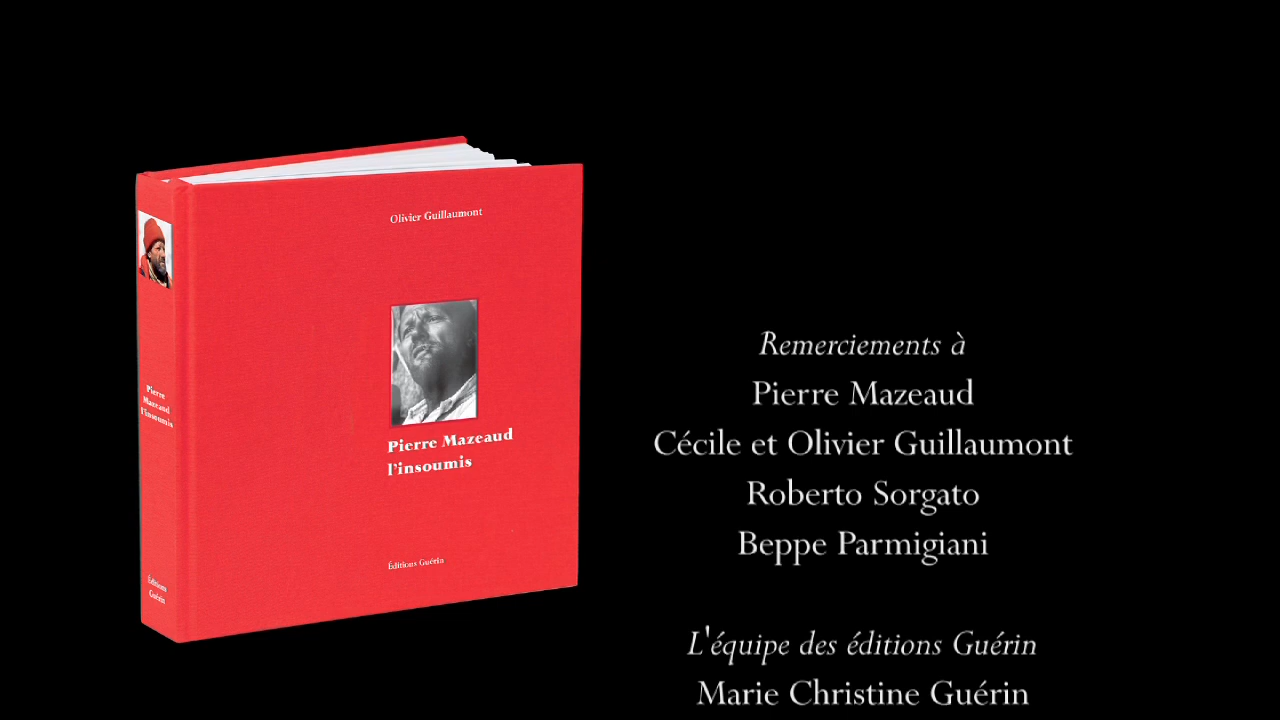 Olivier Guillaumont
Pierre Mazeaud
l'insoumis
Éditions Guérin
Pierre
Mazeaud
l'insoumis
Éditions
Guérin
Remerciements à
Pierre Mazeaud
Cécile et Olivier Guillaumont
Roberto Sorgato
Beppe Parmigiani
L'équipe des éditions Guérin
Marie Christine Guérin